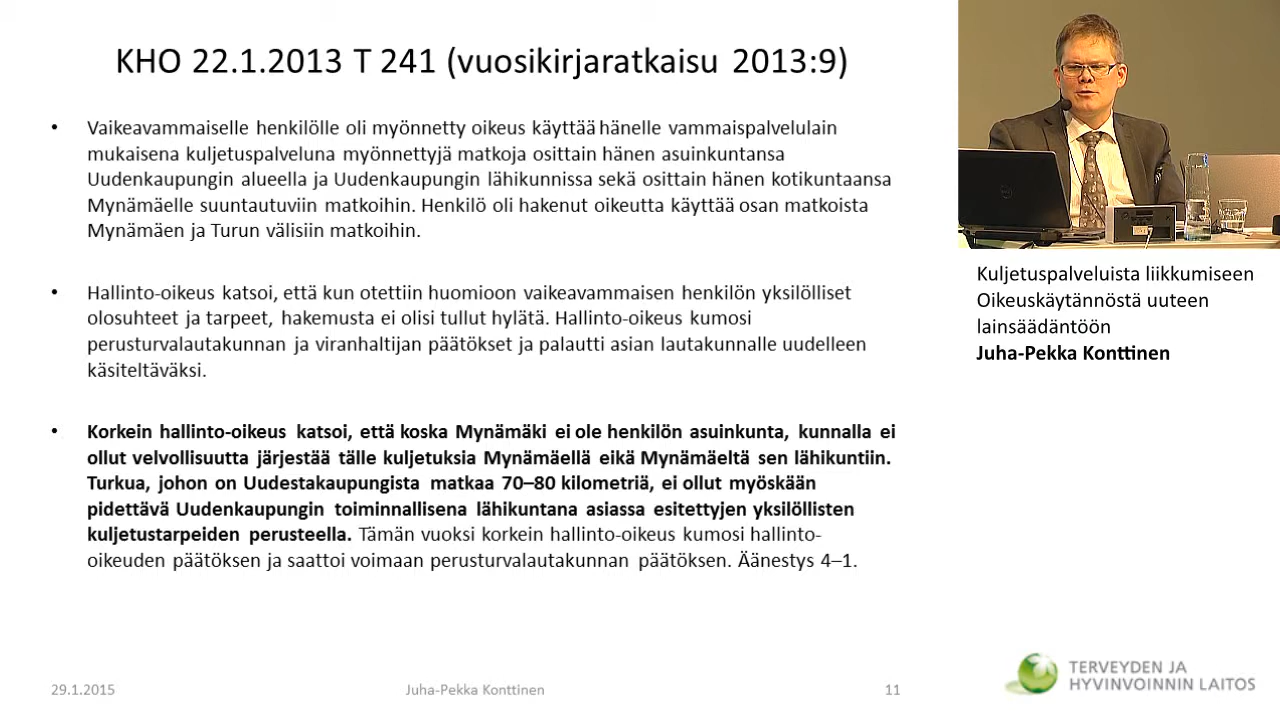 KHO 22.1.2013 T 241 (vuosikirjaratkaisu 2013:9)
• Vaikeavammaiselle henkilölle oli myönnetty oikeus käyttää hänelle vammaispalvelulain
mukaisena kuljetuspalveluna myönnettyjä matkoja osittain hänen asuinkuntansa
Uudenkaupungin alueella ja Uudenkaupungin lähikunnissa sekä osittain hänen kotikuntaansa
Mynämäelle suuntautuviin matkoihin. Henkilö oli hakenut oikeutta käyttää osan matkoista
Mynämäen ja Turun välisiin matkoihin.
• Hallinto-oikeus katsoi, että kun otettiin huomioon vaikeavammaisen henkilön yksilölliset
olosuhteet ja tarpeet, hakemusta ei olisi tullut hylätä. Hallinto-oikeus kumosi
perusturvalautakunnan ja viranhaltijan päätökset ja palautti asian lautakunnalle uudelleen
käsiteltäväksi.
• Korkein hallinto-oikeus katsoi, että koska Mynämäki ei ole henkilön asuinkunta, kunnalla ei
ollut velvollisuutta järjestää tälle kuljetuksia Mynämäellä eikä Mynämäeltä sen lähikuntiin.
Turkua, johon on Uudestakaupungista matkaa 70–80 kilometriä, ei ollut myöskään
pidettävä Uudenkaupungin toiminnallisena lähikuntana asiassa esitettyjen yksilöllisten
kuljetustarpeiden perusteella. Tämän vuoksi korkein hallinto-oikeus kumosi hallinto-
oikeuden päätöksen ja saattoi voimaan perusturvalautakunnan päätöksen. Äänestys 4–1.
29.1.2015
Juha-Pekka Konttinen
11
Kuljetuspalveluista liikkumiseen
Oikeuskäytännöstä uuteen
lainsäädäntöön
Juha-Pekka Konttinen
TERVEYDEN JA
HYVINVOINNIN LAITOS